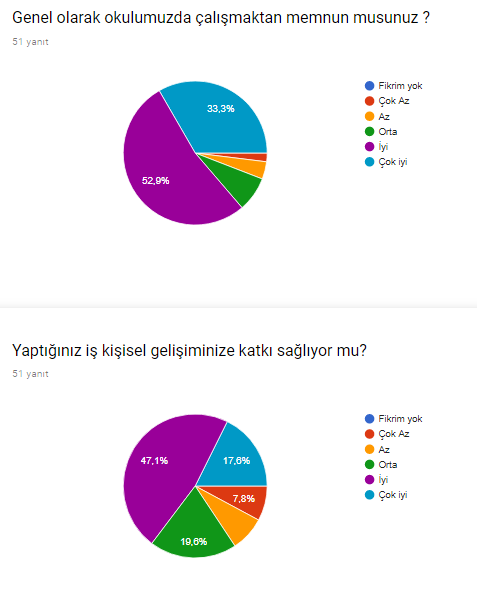 Genel olarak okulumuzda çalışmaktan memnun musunuz ?
51 yanıt
33,3%
52,9%
Fikrim yok
Çok Az
Az
Orta
İyi
Çok iyi
Yaptığınız iş kişisel gelişiminize katkı sağlıyor mu?
51 yanıt
47,1%
17,6%
7,8%
19,6%
Fikrim yok
Çok Az
Az
Orta
İyi
Çok iyi